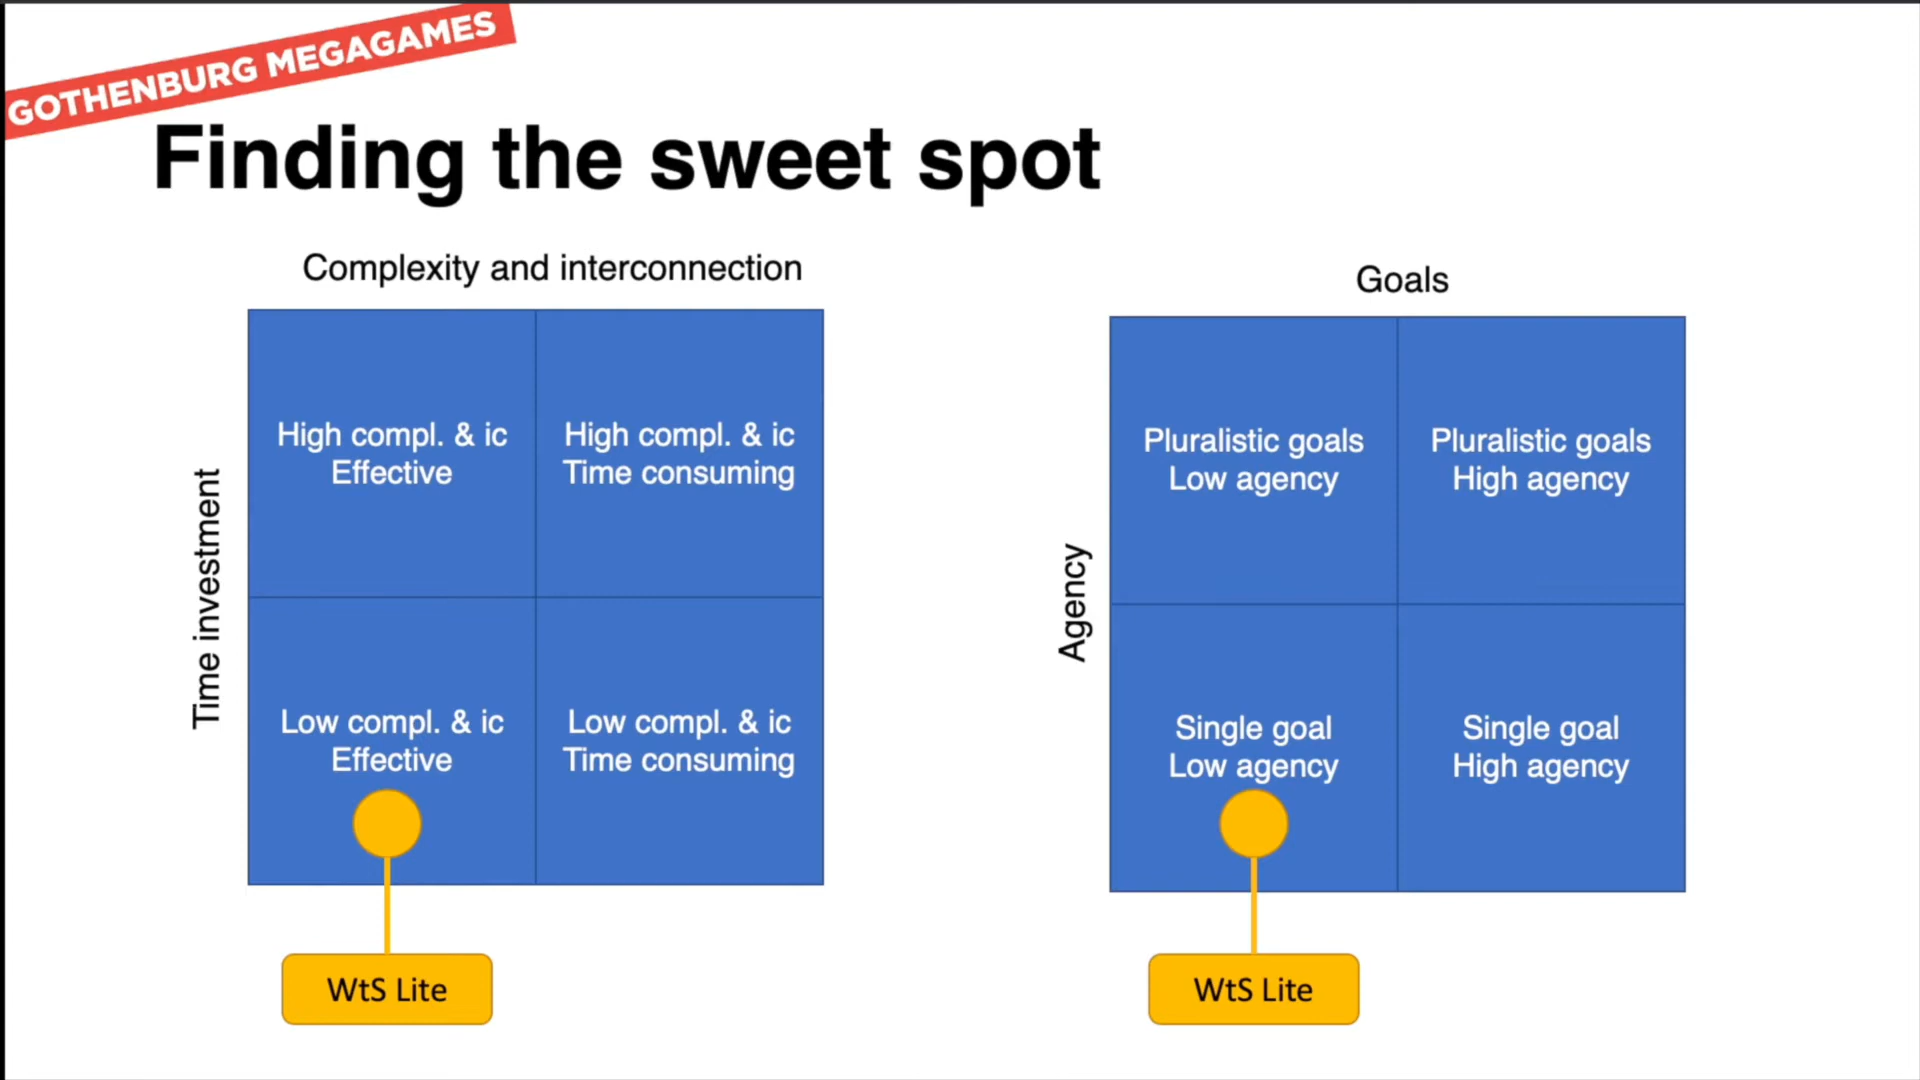 GOTHENBURG MEGAGAMES
Finding the sweet spot
Complexity and interconnection
Time investment
High compl. & ic
Effective
High compl. & ic
Time consuming
Low compl. & ic
Effective
Low compl. & ic
Time consuming
WtS Lite
Goals
Agency
Pluralistic goals
Low agency
Pluralistic goals
High agency
Single goal
Low agency
Single goal
High agency
WtS Lite